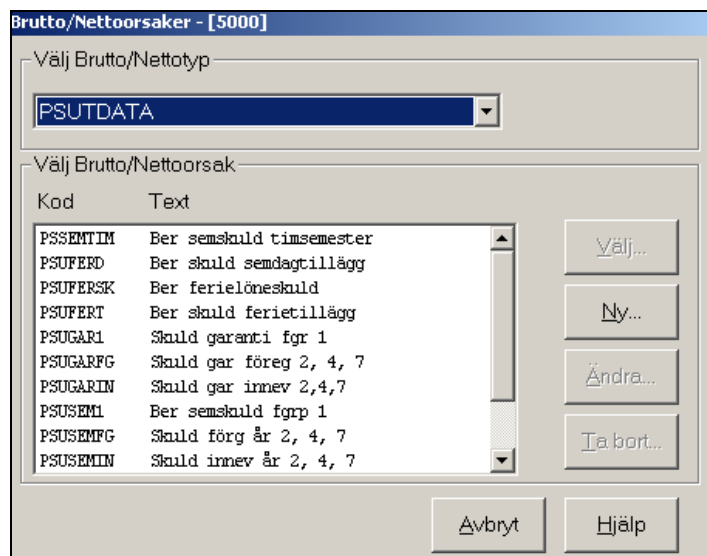 Brutto/Nettoorsaker - [5000]
Välj Brutto/Nettotyp
PSUTDATA
Välj Brutto/Nettoorsak
Kod Text
PSSEMTIM Ber semskuld timsemester
PSUFERD Ber skuld semdagtillägg
PSUFERSK Ber ferielöneskuld
PSUFERT Ber skuld ferietillägg
PSUGAR1 Skuld garanti fgr 1
PSUGARFG Skuld gar föreg 2, 4, 7
PSUGARIN Skuld gar innev 2,4,7
PSUSEM1 Ber semskuld fgrp 1
PSUSEMFG Skuld förg år 2, 4, 7
PSUSEMIN Skuld innev år 2, 4, 7
Välj...
Ny...
Ändra...
Ta bort...
Avbryt Hjälp